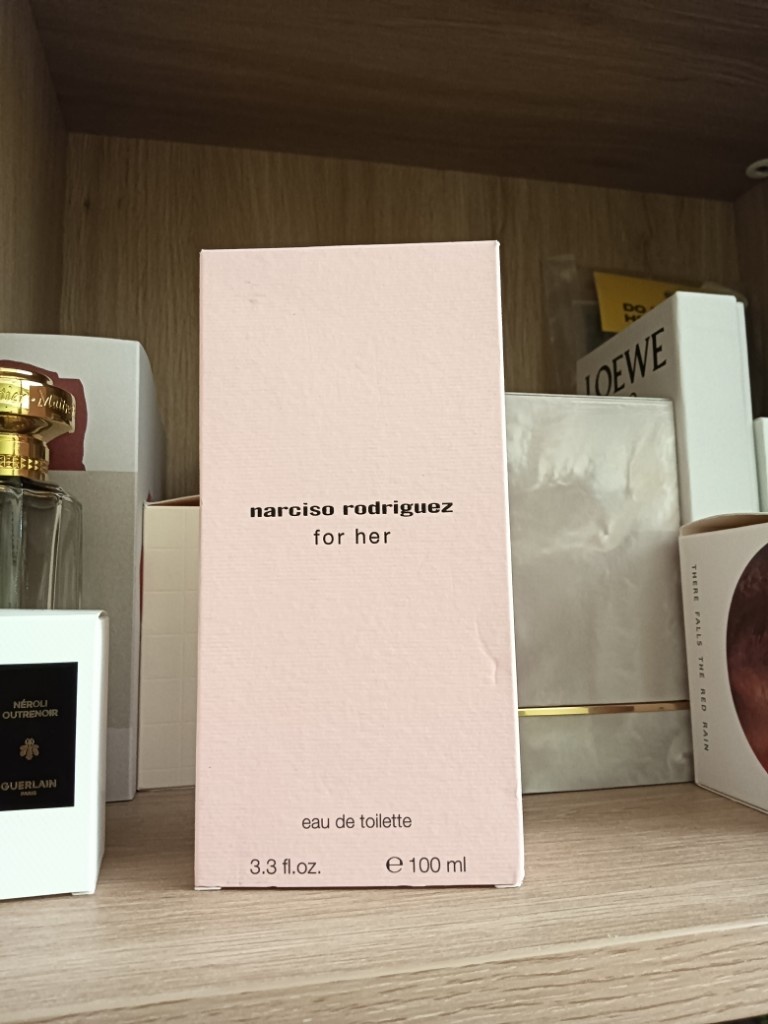 narciso rodriguez
for her
eau de toilette
3.3 fl.oz. ℮ 100 ml
NÉROLI
OUTRENOIR
GUERLAIN
PARIS
LOEWE
THERE FALLS THE RED RAIN